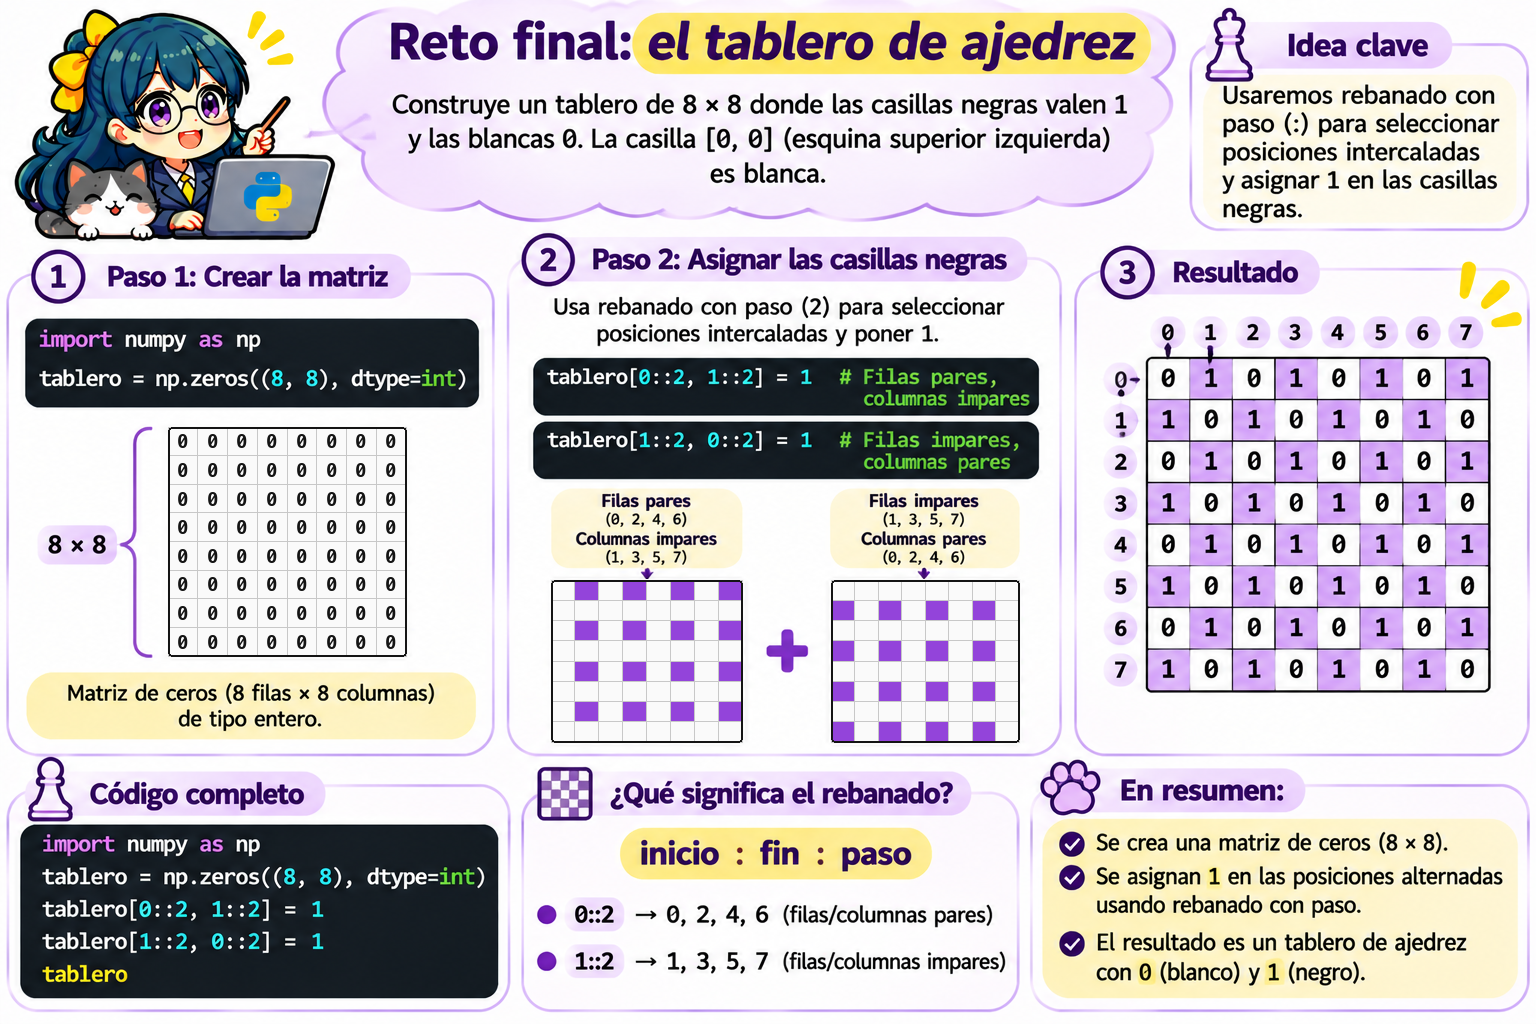 Reto final: el tablero de ajedrez
Construye un tablero de 8 × 8 donde las casillas negras valen 1
y las blancas 0. La casilla [0, 0] (esquina superior izquierda)
es blanca.
Idea clave
Usaremos rebanado con
paso (:) para seleccionar
posiciones intercaladas
y asignar 1 en las casillas
negras.
1 Paso 1: Crear la matriz
import numpy as np
tablero = np.zeros((8, 8), dtype=int)
8 × 8
0 0 0 0 0 0 0 0
0 0 0 0 0 0 0 0
0 0 0 0 0 0 0 0
0 0 0 0 0 0 0 0
0 0 0 0 0 0 0 0
0 0 0 0 0 0 0 0
0 0 0 0 0 0 0 0
0 0 0 0 0 0 0 0
Matriz de ceros (8 filas × 8 columnas)
de tipo entero.
2 Paso 2: Asignar las casillas negras
Usa rebanado con paso (2) para seleccionar
posiciones intercaladas y poner 1.
tablero[0::2, 1::2] = 1 # Filas pares,
columnas impares
tablero[1::2, 0::2] = 1 # Filas impares,
columnas pares
Filas pares
(0, 2, 4, 6)
Columnas impares
(1, 3, 5, 7)
Filas impares
(1, 3, 5, 7)
Columnas pares
(0, 2, 4, 6)
3 Resultado
0 1 2 3 4 5 6 7
0 0 1 0 1 0 1 0 1
1 1 0 1 0 1 0 1 0
2 0 1 0 1 0 1 0 1
3 1 0 1 0 1 0 1 0
4 0 1 0 1 0 1 0 1
5 1 0 1 0 1 0 1 0
6 0 1 0 1 0 1 0 1
7 1 0 1 0 1 0 1 0
Código completo
import numpy as np
tablero = np.zeros((8, 8), dtype=int)
tablero[0::2, 1::2] = 1
tablero[1::2, 0::2] = 1
tablero
¿Qué significa el rebanado?
inicio : fin : paso
0::2 → 0, 2, 4, 6 (filas/columnas pares)
1::2 → 1, 3, 5, 7 (filas/columnas impares)
En resumen:
Se crea una matriz de ceros (8 × 8).
Se asignan 1 en las posiciones alternadas
usando rebanado con paso.
El resultado es un tablero de ajedrez
con 0 (blanco) y 1 (negro).